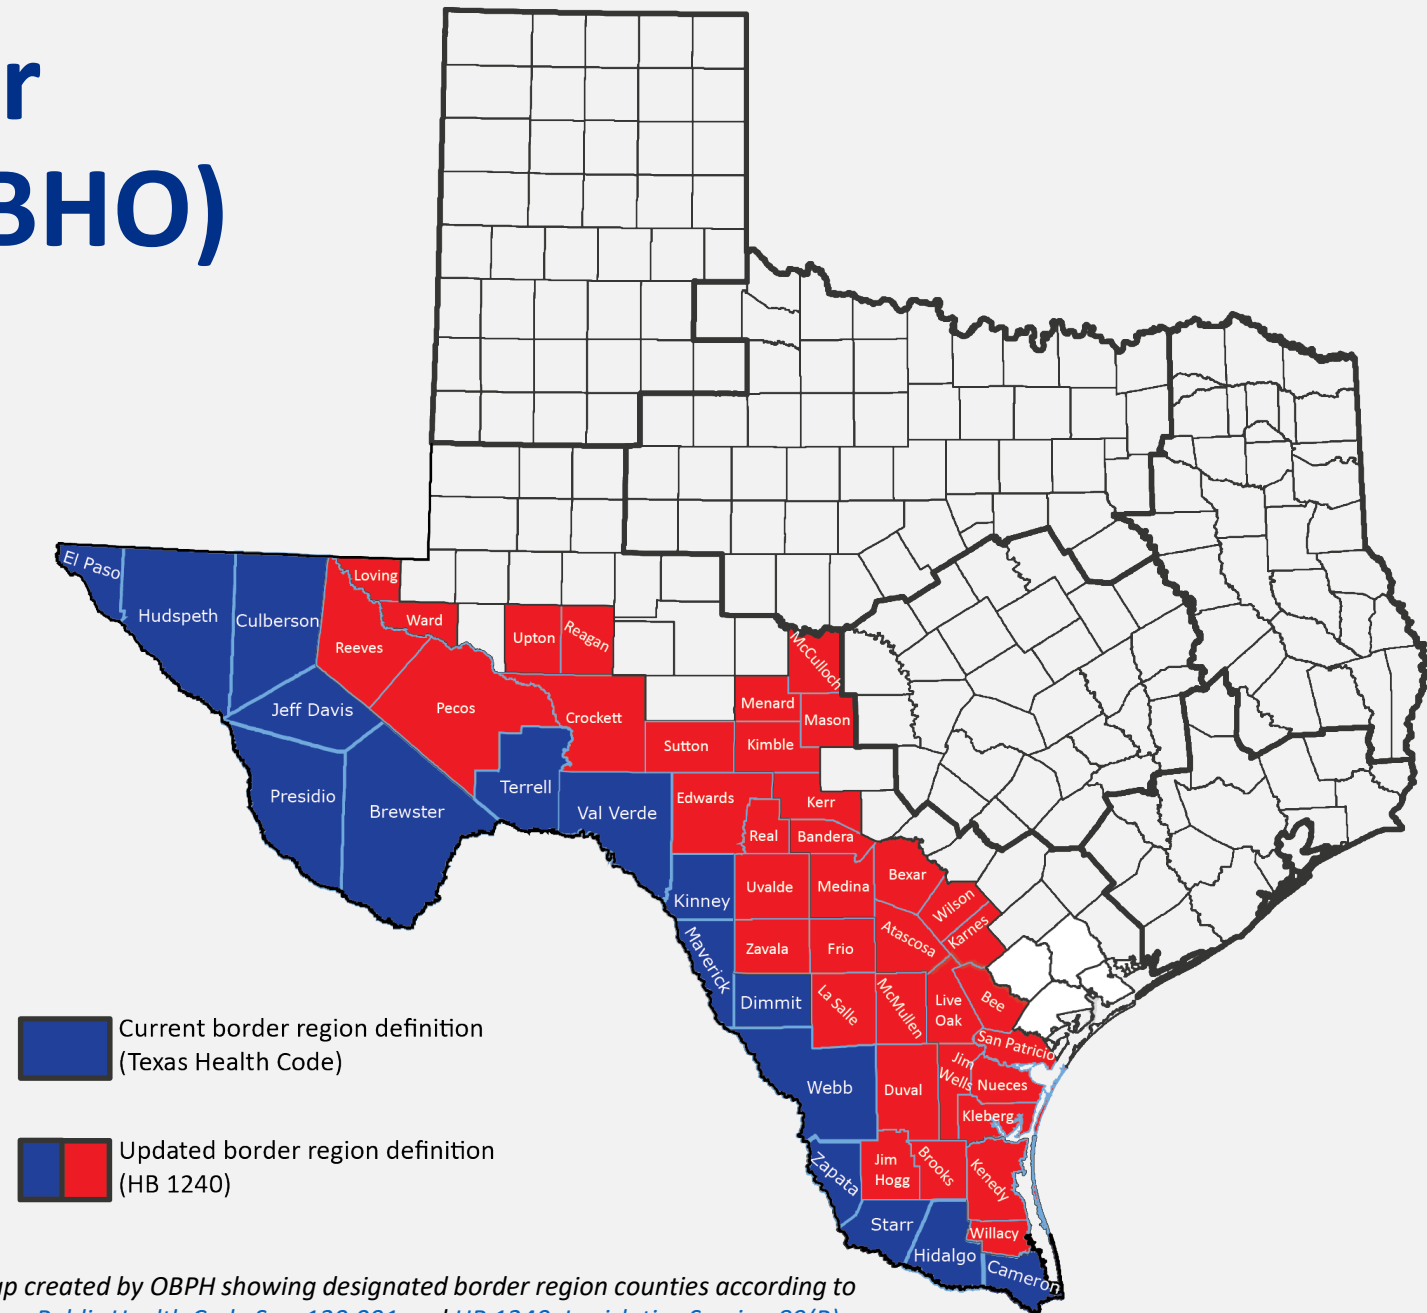 r
BHO)
El Paso
Hudspeth
Culberson
Loving
Reeves
Ward
Upton
Reagan
McCulloch
Jeff Davis
Pecos
Crockett
Menard
Mason
Sutton
Kimble
Presidio
Brewster
Terrell
Val Verde
Edwards
Kerr
Real
Bandera
Kinney
Uvalde
Medina
Bexar
Wilson
Karnes
Maverick
Zavala
Frio
Atascosa
Dimmit
La Salle
McMullen
Live
Oak
Bee
San Patricio
Current border region definition
(Texas Health Code)
Webb
Duval
Jim
Wells
Nueces
Kleberg
Updated border region definition
(HB 1240)
Zapata
Jim
Hogg
Brooks
Kenedy
Starr
Hidalgo
Willacy
Cameron
ap created by OBPH showing designated border region counties according to